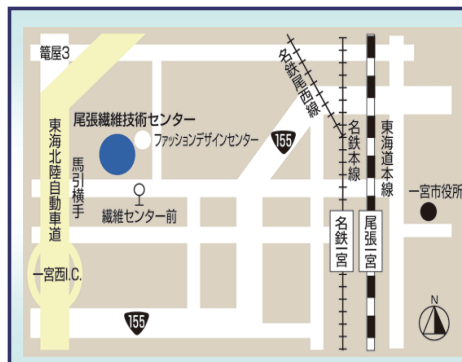 籠屋3
名鉄尾西線
尾張繊維技術センター
ファッションデザインセンター
155
東海北陸自動車道
馬引横手
名鉄本線
東海道本線
一宮市役所
繊維センター前
名鉄一宮
尾張一宮
一宮西I.C.
155
N